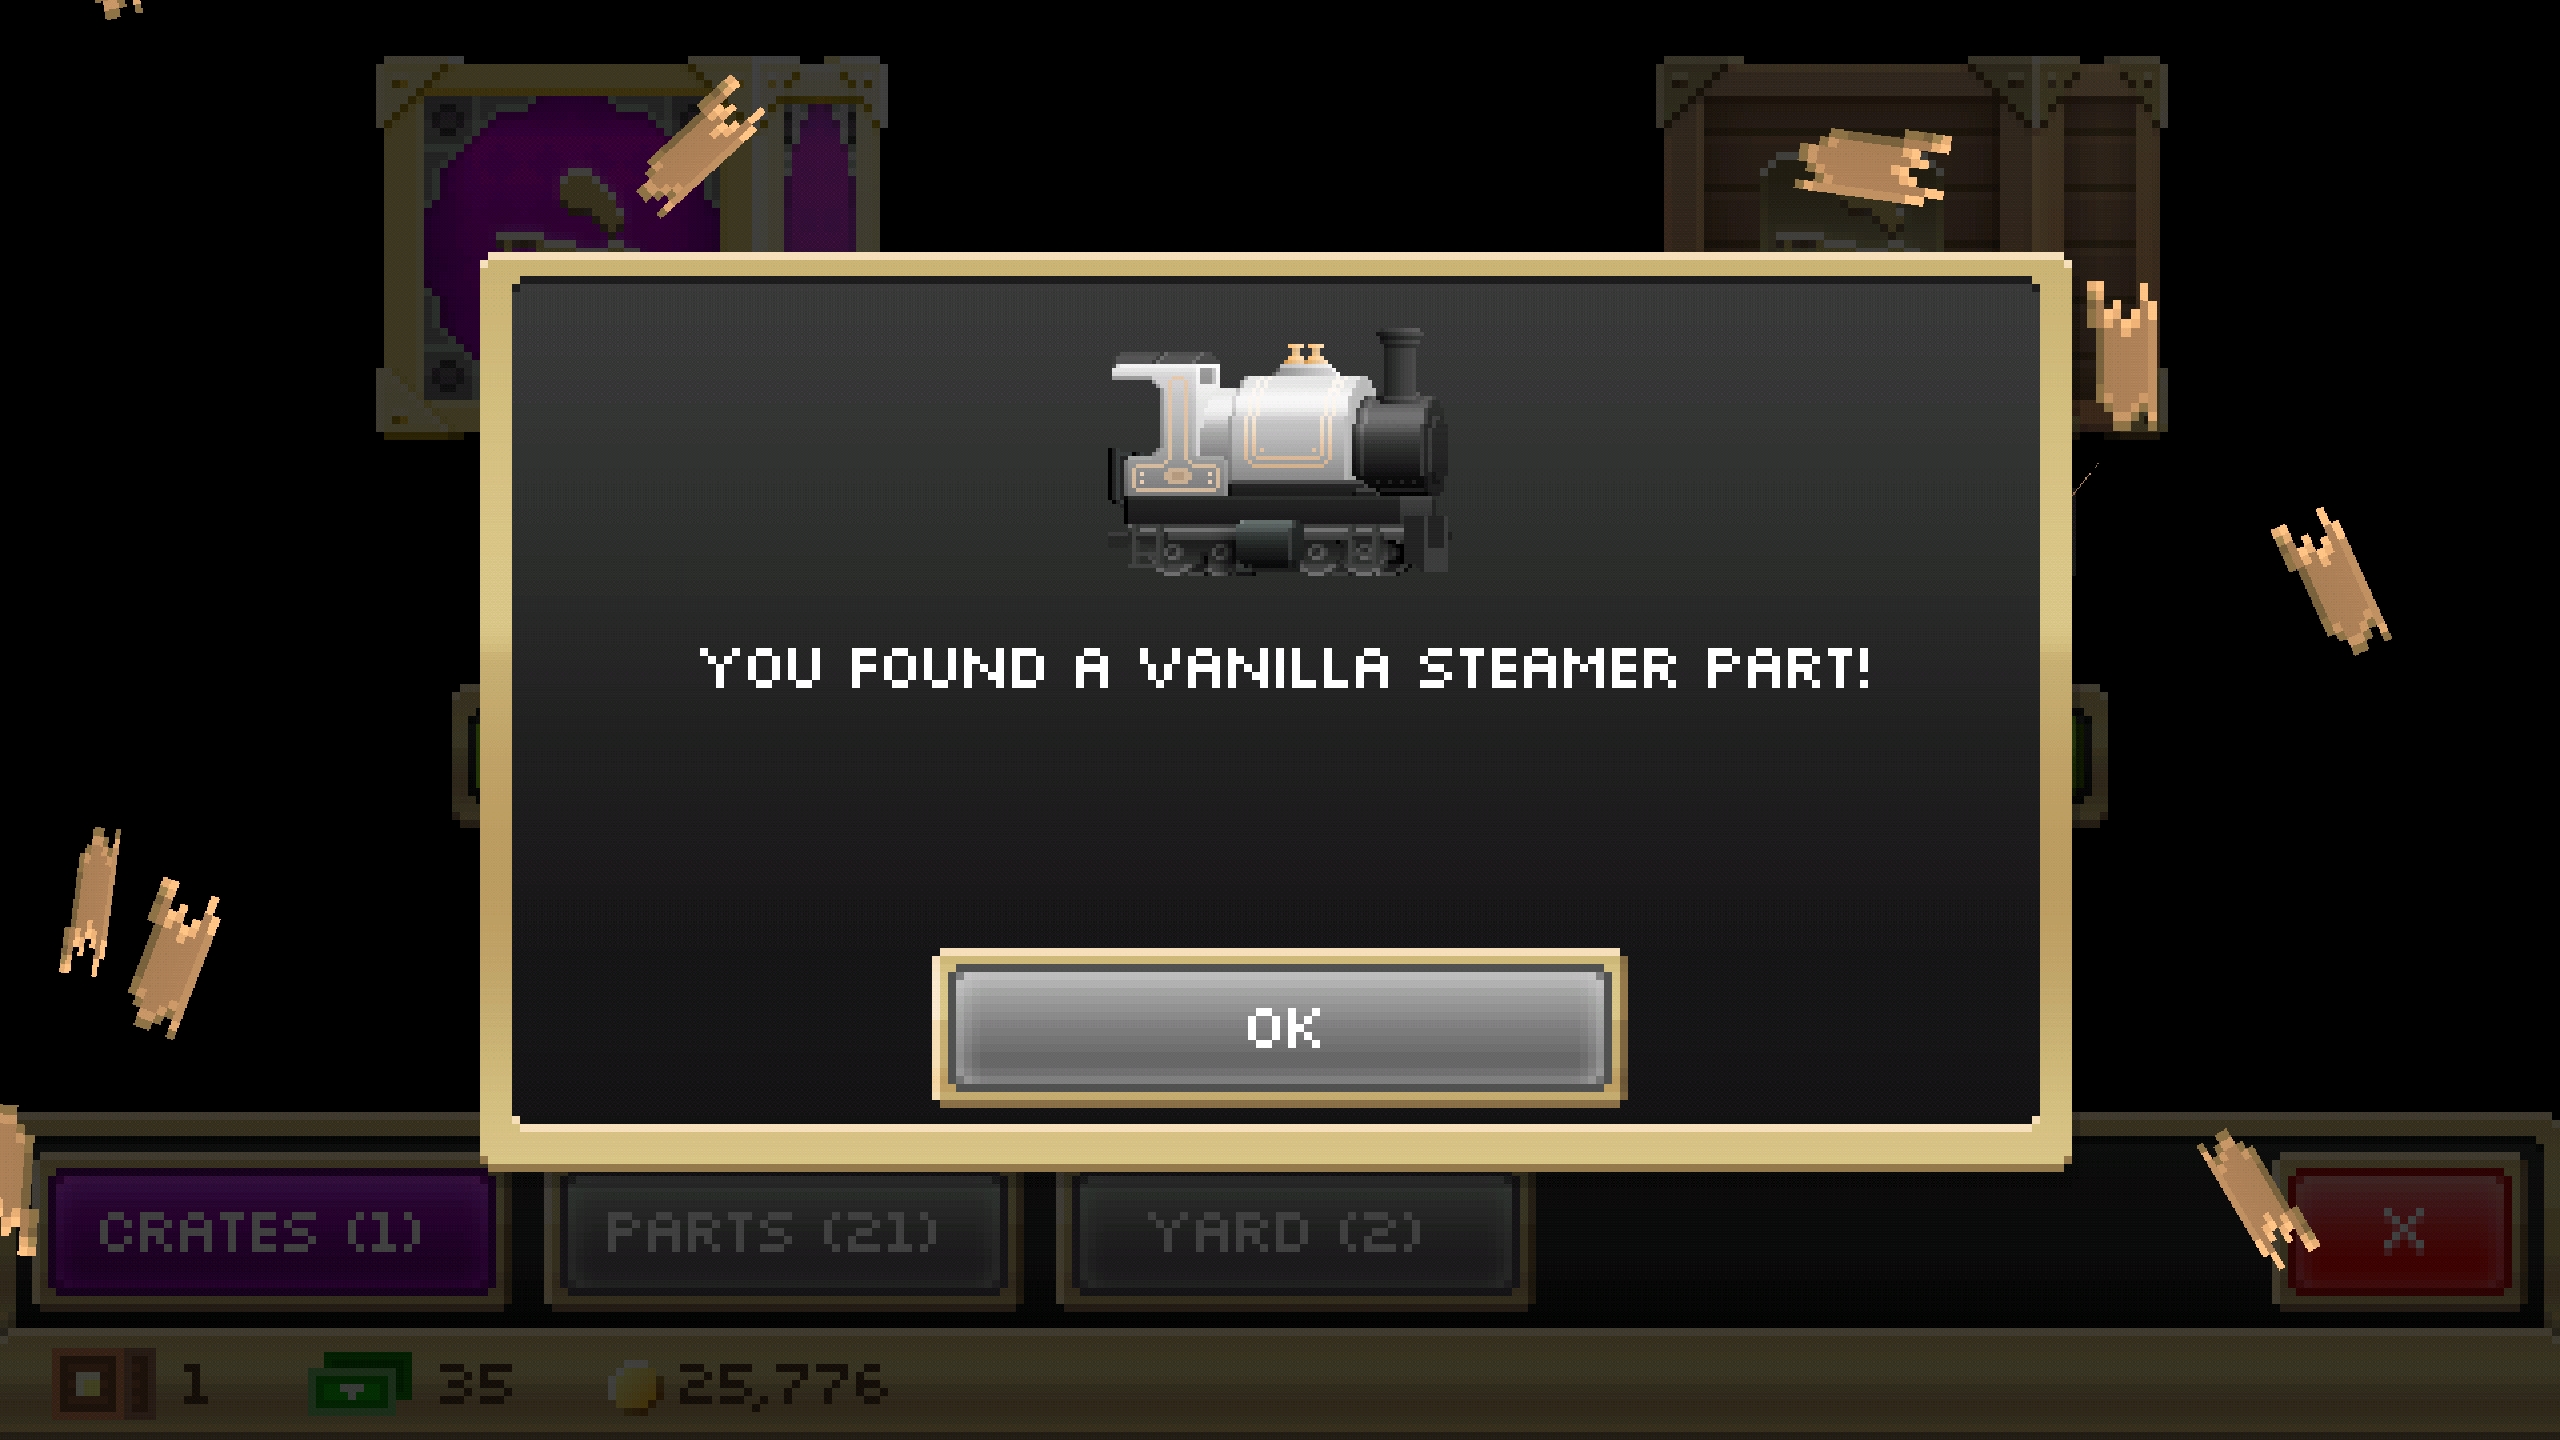 YOU FOUND A VANILLA STEAMER PART!
OK
CRATES (1)
PARTS (21)
YARD (2)
X
1
35
25,776